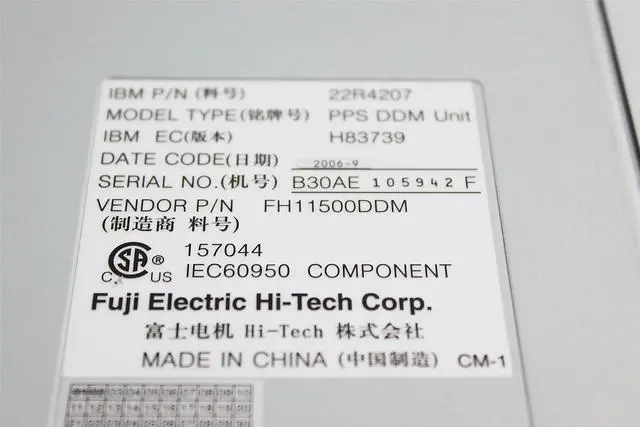 IBM P/N (料号) 22R4207
MODEL TYPE(铭牌号) PPS DDM Unit
IBM EC(版本) H83739
DATE CODE(日期) 2006-9
SERIAL NO.(机号) B30AE 105942 F
VENDOR P/N FH11500DDM
(制造商 料号)
157044
C SA ® US IEC60950 COMPONENT
Fuji Electric Hi-Tech Corp.
富士电机 Hi-Tech 株式会社
MADE IN CHINA (中国制造) CM-1